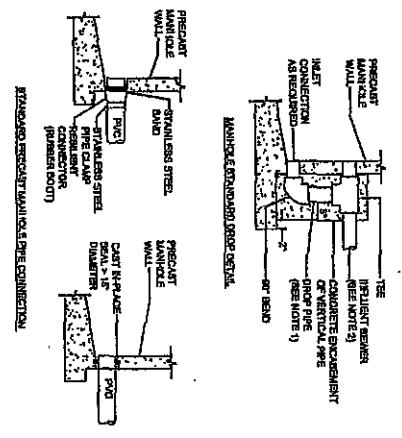 PRECAST
MANHOLE
WALL
INLET
CONNECTION
AS REQUIRED
TEE
INFLUENT SEWER
(SEE NOTE 2)
CONCRETE ENCASEMENT
OF VERTICAL PIPE
DROP PIPE
(SEE NOTE 1)
90° BEND
2"
MANHOLE STANDARD DROP DETAIL
PRECAST
MANHOLE
WALL
STAINLESS STEEL
BAND
PVC
STAINLESS STEEL
PIPE CLAMP
RESILIENT
CONNECTOR
(RUBBER BOOT)
PRECAST
MANHOLE
WALL
CAST IN-PLACE
SEAL > 15"
DIAMETER
PVC
STANDARD PRECAST MANHOLE PIPE CONNECTION